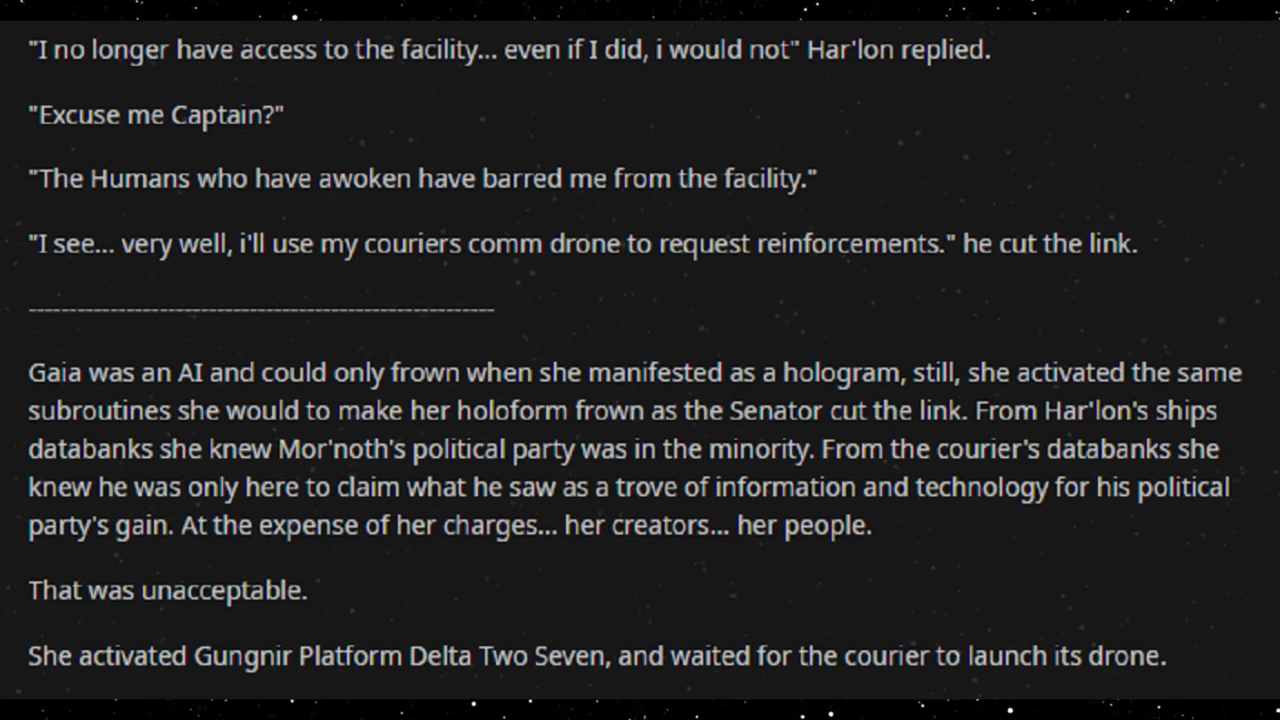 "I no longer have access to the facility... even if I did, i would not" Har'lon replied.
"Excuse me Captain?"
"The Humans who have awoken have barred me from the facility."
"I see... very well, i'll use my couriers comm drone to request reinforcements." he cut the link.
---------------------------------------------------------
Gaia was an AI and could only frown when she manifested as a hologram, still, she activated the same
subroutines she would to make her holoform frown as the Senator cut the link. From Har'lon's ships
databanks she knew Mor'noth's political party was in the minority. From the courier's databanks she
knew he was only here to claim what he saw as a trove of information and technology for his political
party's gain. At the expense of her charges... her creators... her people.
That was unacceptable.
She activated Gungnir Platform Delta Two Seven, and waited for the courier to launch its drone.